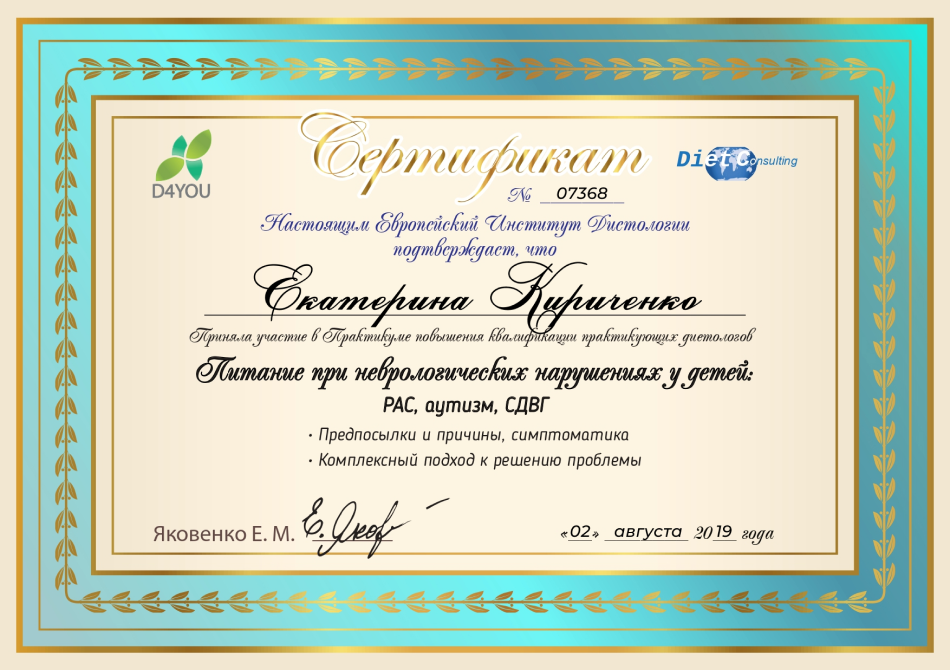 D4YOU
Сертификат
Diet Consulting
№ 07368
Настоящим Европейский Институт Диетологии
подтверждает, что
Екатерина Кириченко
Приняла участие в Практикуме повышения квалификации практикующих диетологов
Питание при неврологических нарушениях у детей:
РАС, аутизм, СДВГ
· Предпосылки и причины, симптоматика
· Комплексный подход к решению проблемы
Яковенко Е. М. Е. Яков
«02» августа 2019 года